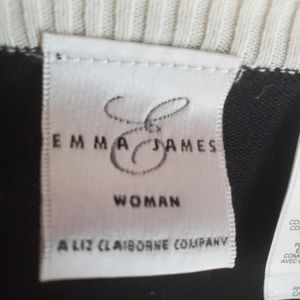 E
EMMA JAMES
WOMAN
A LIZ CLAIBORNE COMPANY